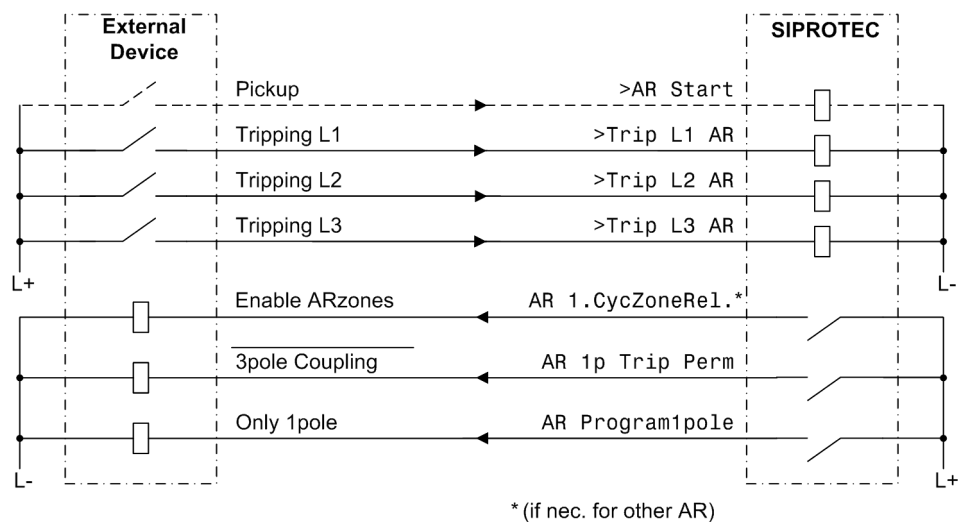 External
Device
SIPROTEC
Pickup >AR Start
Tripping L1 >Trip L1 AR
Tripping L2 >Trip L2 AR
Tripping L3 >Trip L3 AR
L+ L-
Enable ARzones AR 1.CycZoneRel.*
3pole Coupling AR 1p Trip Perm
Only 1pole AR Program1pole
L- L+
* (if nec. for other AR)